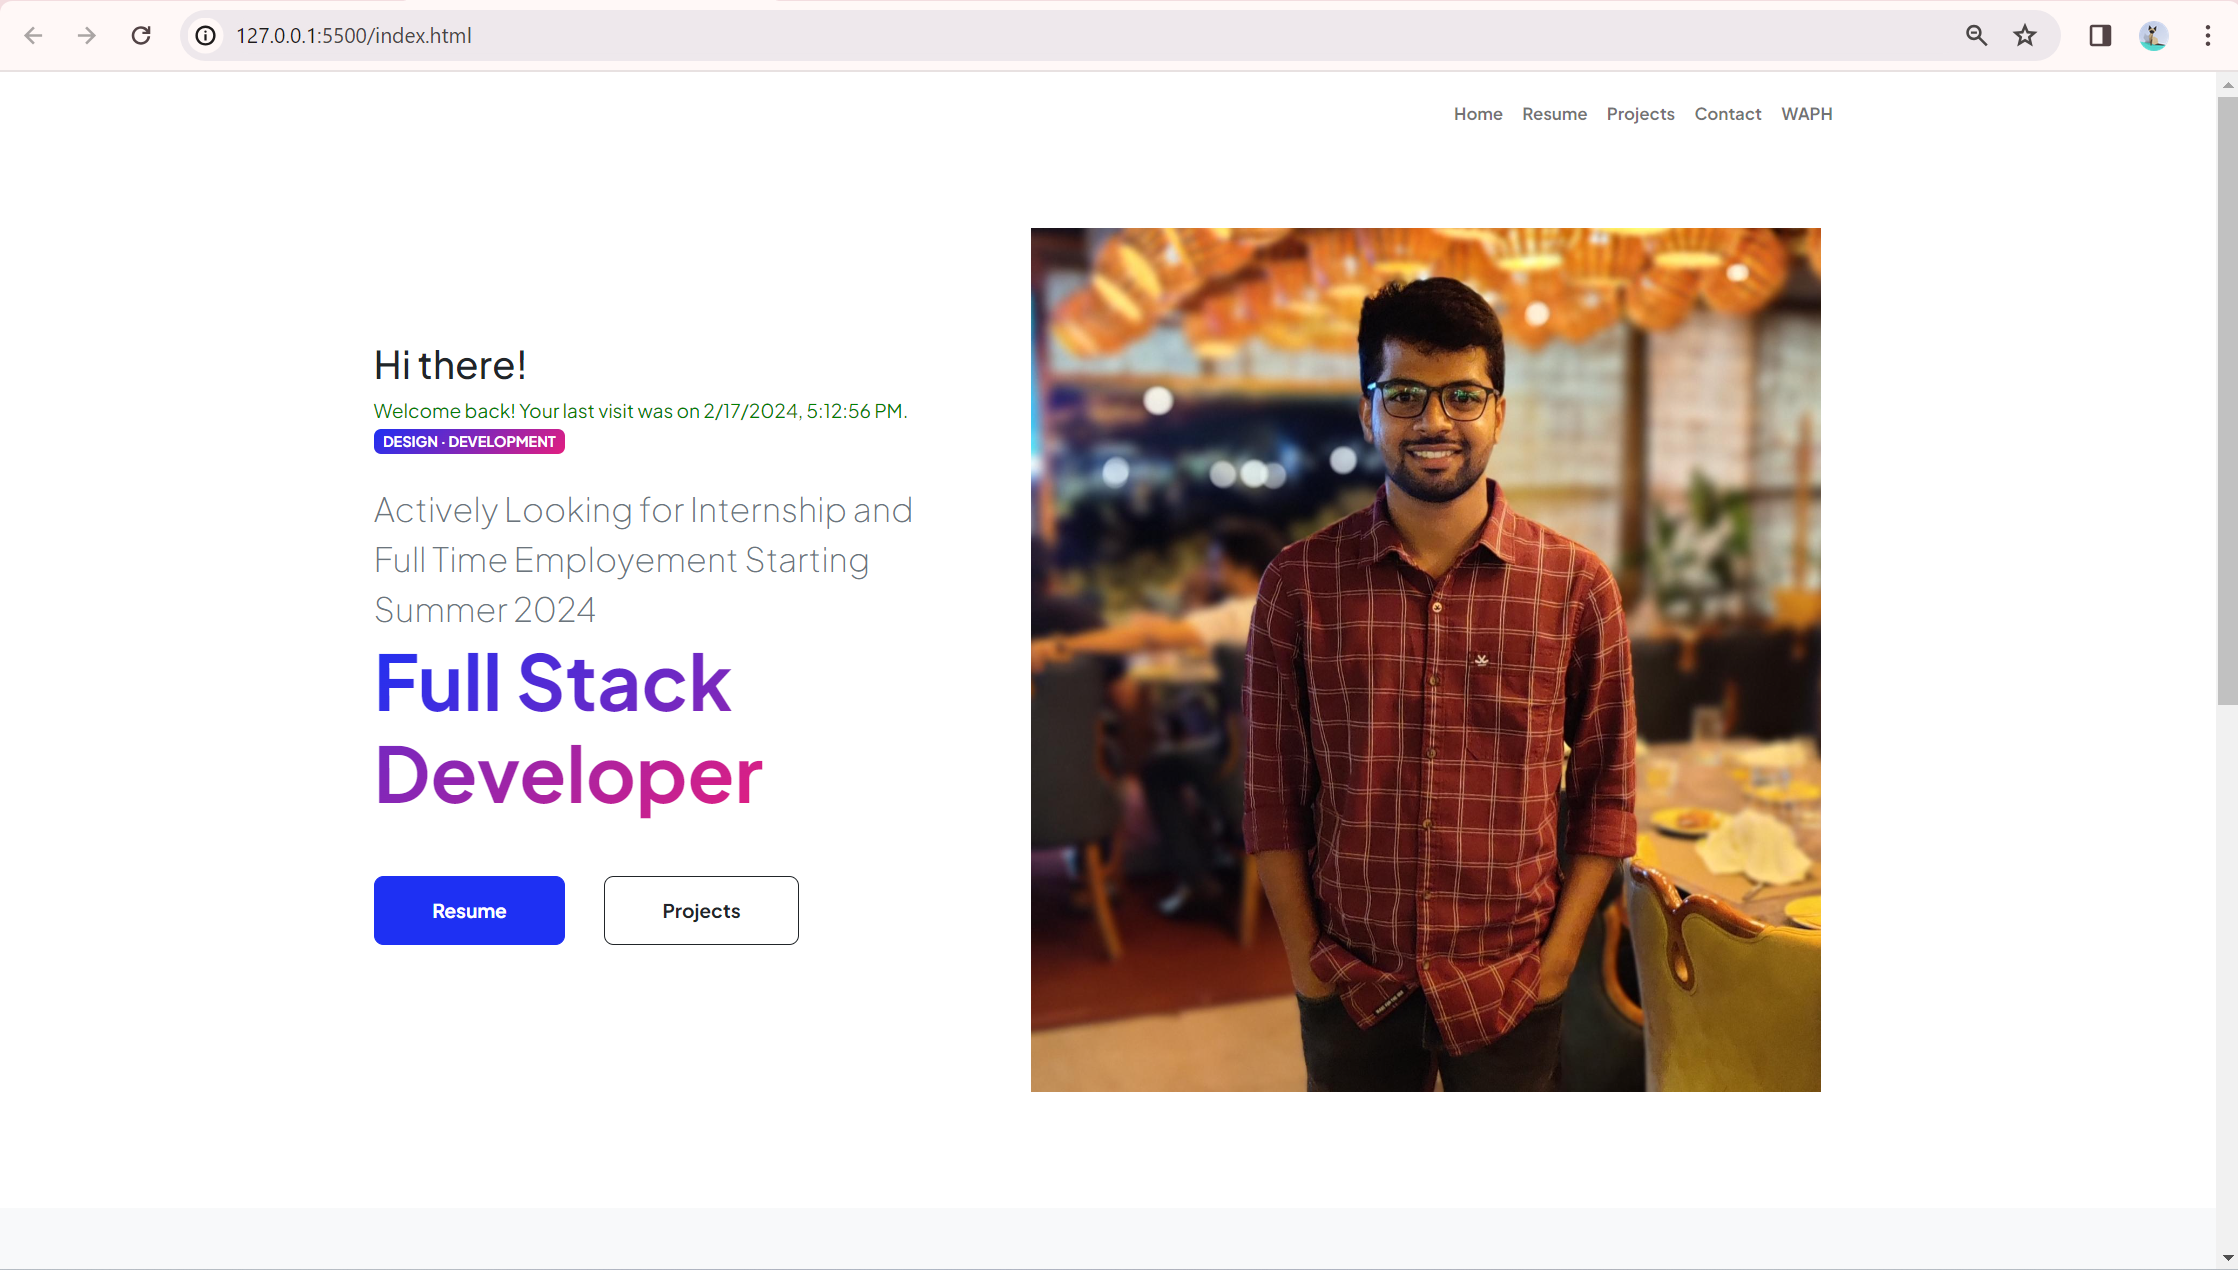 127.0.0.1:5500/index.html
Home Resume Projects Contact WAPH
Hi there!
Welcome back! Your last visit was on 2/17/2024, 5:12:56 PM.
DESIGN · DEVELOPMENT
Actively Looking for Internship and
Full Time Employement Starting
Summer 2024
Full Stack
Developer
Resume Projects